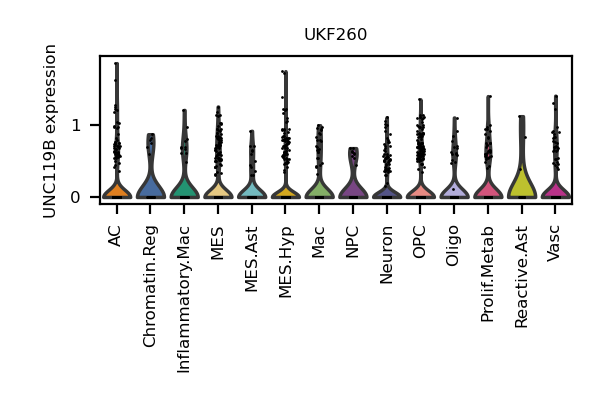 UKF260
UNC119B expression
1
0
AC
Chromatin.Reg
Inflammatory.Mac
MES
MES.Ast
MES.Hyp
Mac
NPC
Neuron
OPC
Oligo
Prolif.Metab
Reactive.Ast
Vasc